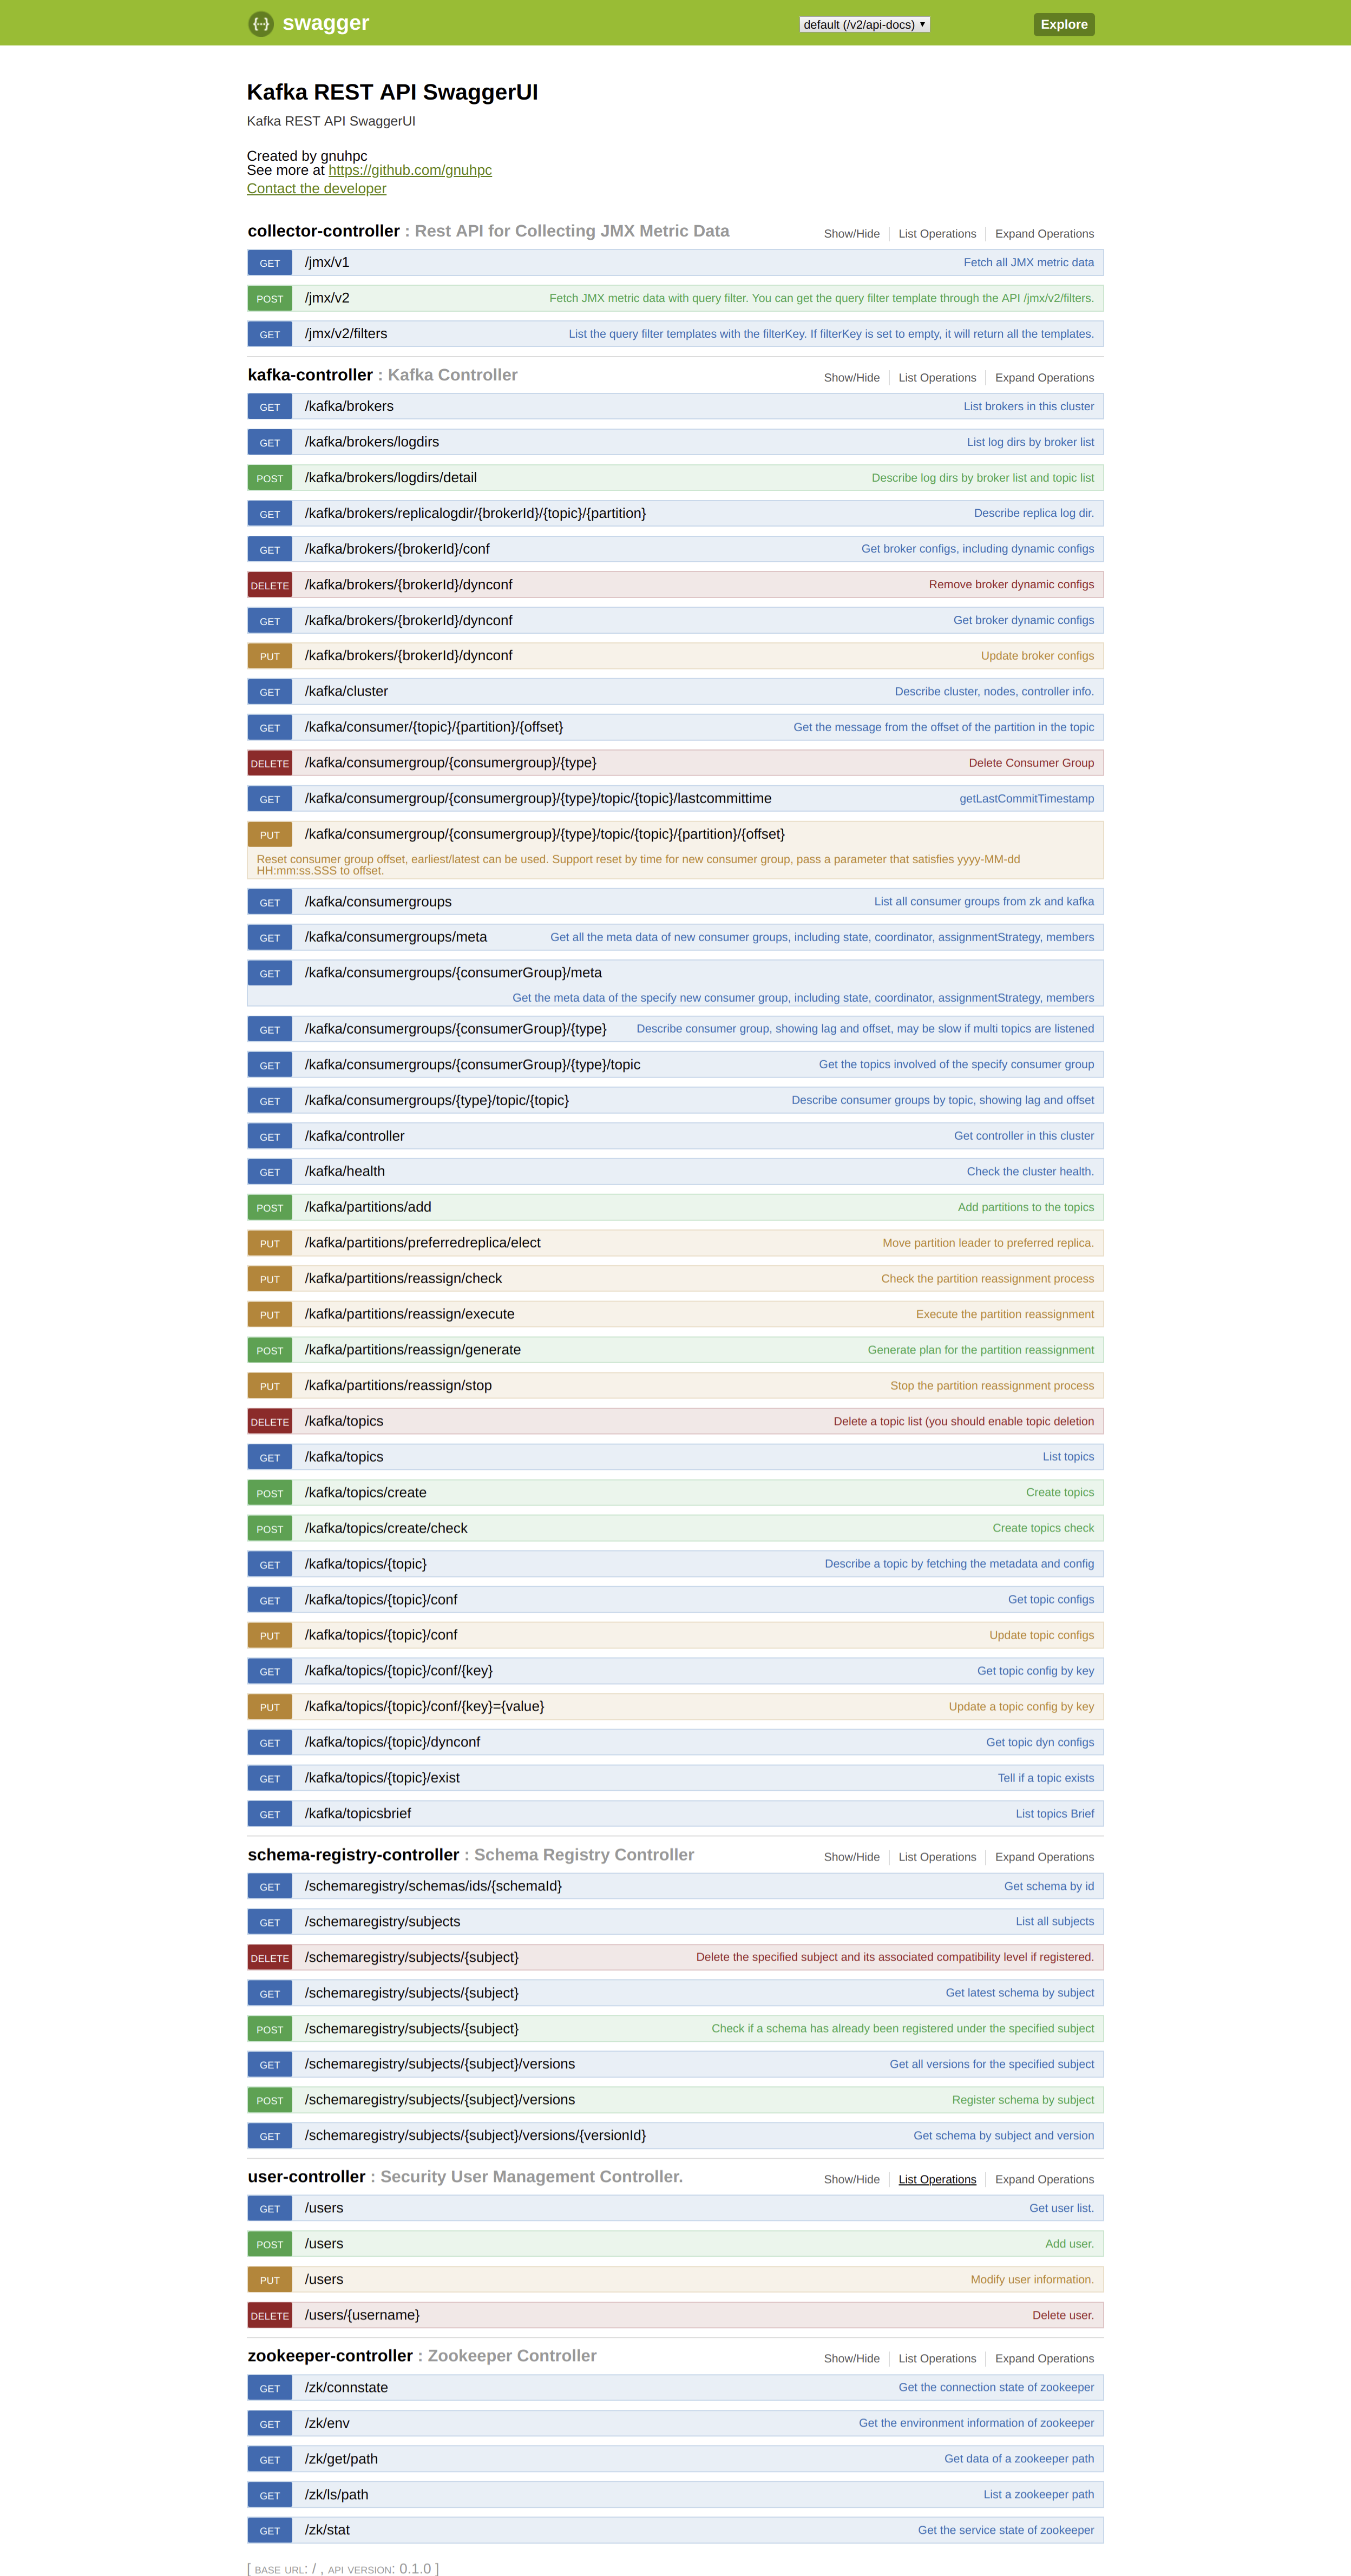 {···} swagger default (/v2/api-docs) ▾ Explore
Kafka REST API SwaggerUI
Kafka REST API SwaggerUI
Created by gnuhpc
See more at https://github.com/gnuhpc
Contact the developer
collector-controller : Rest API for Collecting JMX Metric Data Show/Hide List Operations Expand Operations
GET /jmx/v1 Fetch all JMX metric data
POST /jmx/v2 Fetch JMX metric data with query filter. You can get the query filter template through the API /jmx/v2/filters.
GET /jmx/v2/filters List the query filter templates with the filterKey. If filterKey is set to empty, it will return all the templates.
kafka-controller : Kafka Controller Show/Hide List Operations Expand Operations
GET /kafka/brokers List brokers in this cluster
GET /kafka/brokers/logdirs List log dirs by broker list
POST /kafka/brokers/logdirs/detail Describe log dirs by broker list and topic list
GET /kafka/brokers/replicalogdir/{brokerId}/{topic}/{partition} Describe replica log dir.
GET /kafka/brokers/{brokerId}/conf Get broker configs, including dynamic configs
DELETE /kafka/brokers/{brokerId}/dynconf Remove broker dynamic configs
GET /kafka/brokers/{brokerId}/dynconf Get broker dynamic configs
PUT /kafka/brokers/{brokerId}/dynconf Update broker configs
GET /kafka/cluster Describe cluster, nodes, controller info.
GET /kafka/consumer/{topic}/{partition}/{offset} Get the message from the offset of the partition in the topic
DELETE /kafka/consumergroup/{consumergroup}/{type} Delete Consumer Group
GET /kafka/consumergroup/{consumergroup}/{type}/topic/{topic}/lastcommittime getLastCommitTimestamp
PUT /kafka/consumergroup/{consumergroup}/{type}/topic/{topic}/{partition}/{offset}
Reset consumer group offset, earliest/latest can be used. Support reset by time for new consumer group, pass a parameter that satisfies yyyy-MM-dd
HH:mm:ss.SSS to offset.
GET /kafka/consumergroups List all consumer groups from zk and kafka
GET /kafka/consumergroups/meta Get all the meta data of new consumer groups, including state, coordinator, assignmentStrategy, members
GET /kafka/consumergroups/{consumerGroup}/meta
Get the meta data of the specify new consumer group, including state, coordinator, assignmentStrategy, members
GET /kafka/consumergroups/{consumerGroup}/{type} Describe consumer group, showing lag and offset, may be slow if multi topics are listened
GET /kafka/consumergroups/{consumerGroup}/{type}/topic Get the topics involved of the specify consumer group
GET /kafka/consumergroups/{type}/topic/{topic} Describe consumer groups by topic, showing lag and offset
GET /kafka/controller Get controller in this cluster
GET /kafka/health Check the cluster health.
POST /kafka/partitions/add Add partitions to the topics
PUT /kafka/partitions/preferredreplica/elect Move partition leader to preferred replica.
PUT /kafka/partitions/reassign/check Check the partition reassignment process
PUT /kafka/partitions/reassign/execute Execute the partition reassignment
POST /kafka/partitions/reassign/generate Generate plan for the partition reassignment
PUT /kafka/partitions/reassign/stop Stop the partition reassignment process
DELETE /kafka/topics Delete a topic list (you should enable topic deletion
GET /kafka/topics List topics
POST /kafka/topics/create Create topics
POST /kafka/topics/create/check Create topics check
GET /kafka/topics/{topic} Describe a topic by fetching the metadata and config
GET /kafka/topics/{topic}/conf Get topic configs
PUT /kafka/topics/{topic}/conf Update topic configs
GET /kafka/topics/{topic}/conf/{key} Get topic config by key
PUT /kafka/topics/{topic}/conf/{key}={value} Update a topic config by key
GET /kafka/topics/{topic}/dynconf Get topic dyn configs
GET /kafka/topics/{topic}/exist Tell if a topic exists
GET /kafka/topicsbrief List topics Brief
schema-registry-controller : Schema Registry Controller Show/Hide List Operations Expand Operations
GET /schemaregistry/schemas/ids/{schemaId} Get schema by id
GET /schemaregistry/subjects List all subjects
DELETE /schemaregistry/subjects/{subject} Delete the specified subject and its associated compatibility level if registered.
GET /schemaregistry/subjects/{subject} Get latest schema by subject
POST /schemaregistry/subjects/{subject} Check if a schema has already been registered under the specified subject
GET /schemaregistry/subjects/{subject}/versions Get all versions for the specified subject
POST /schemaregistry/subjects/{subject}/versions Register schema by subject
GET /schemaregistry/subjects/{subject}/versions/{versionId} Get schema by subject and version
user-controller : Security User Management Controller. Show/Hide List Operations Expand Operations
GET /users Get user list.
POST /users Add user.
PUT /users Modify user information.
DELETE /users/{username} Delete user.
zookeeper-controller : Zookeeper Controller Show/Hide List Operations Expand Operations
GET /zk/connstate Get the connection state of zookeeper
GET /zk/env Get the environment information of zookeeper
GET /zk/get/path Get data of a zookeeper path
GET /zk/ls/path List a zookeeper path
GET /zk/stat Get the service state of zookeeper
[ BASE URL: / , API VERSION: 0.1.0 ]